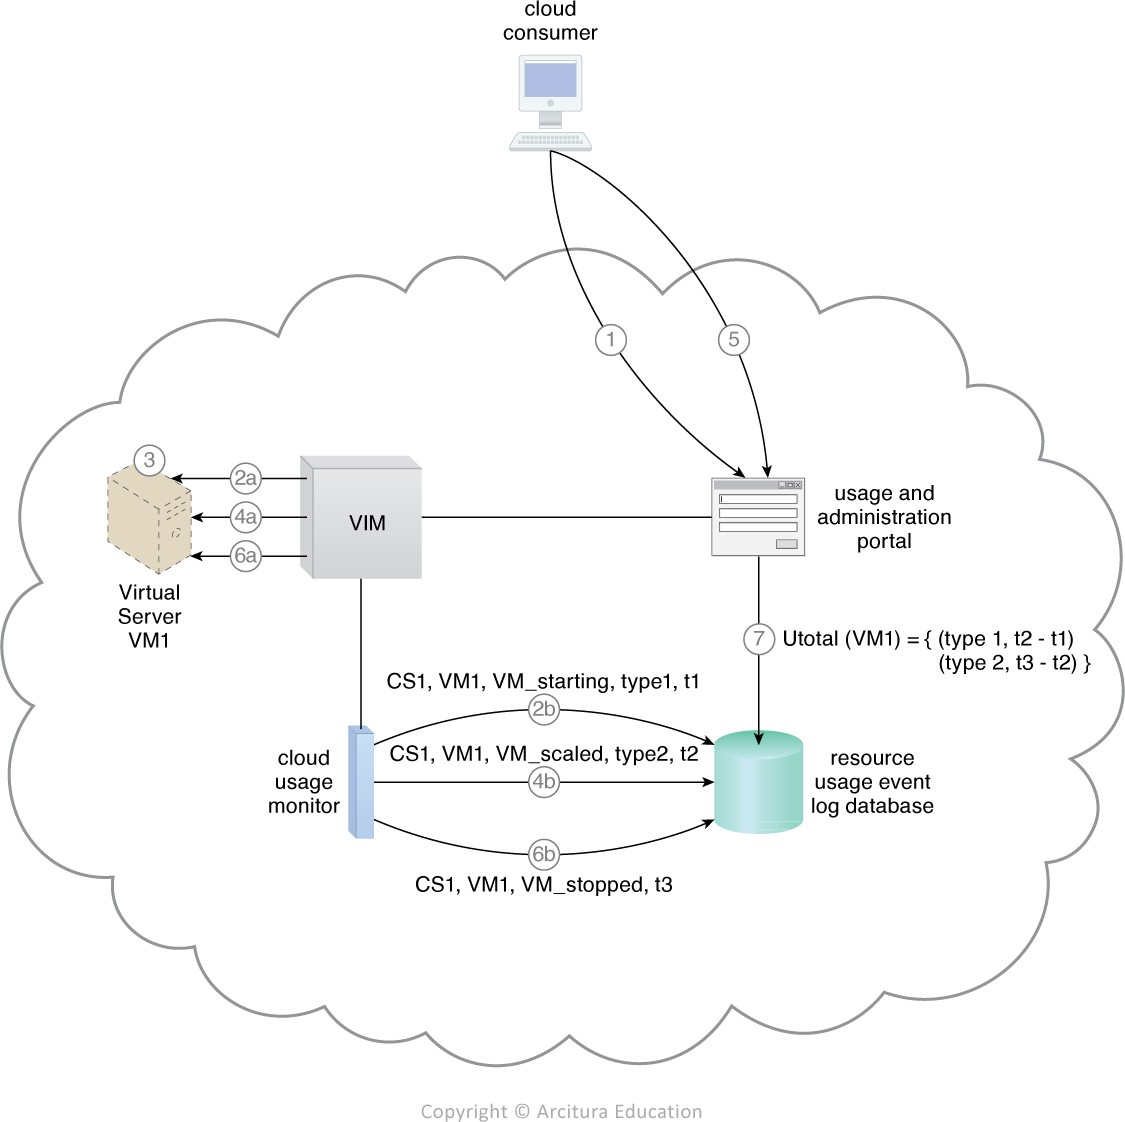 cloud
consumer
1
5
3
2a
4a
6a
VIM
usage and
administration
portal
Virtual
Server
VM1
7
Utotal (VM1) = { (type 1, t2 - t1)
(type 2, t3 - t2) }
CS1, VM1, VM_starting, type1, t1
2b
CS1, VM1, VM_scaled, type2, t2
4b
cloud
usage
monitor
resource
usage event
log database
6b
CS1, VM1, VM_stopped, t3
Copyright © Arcitura Education